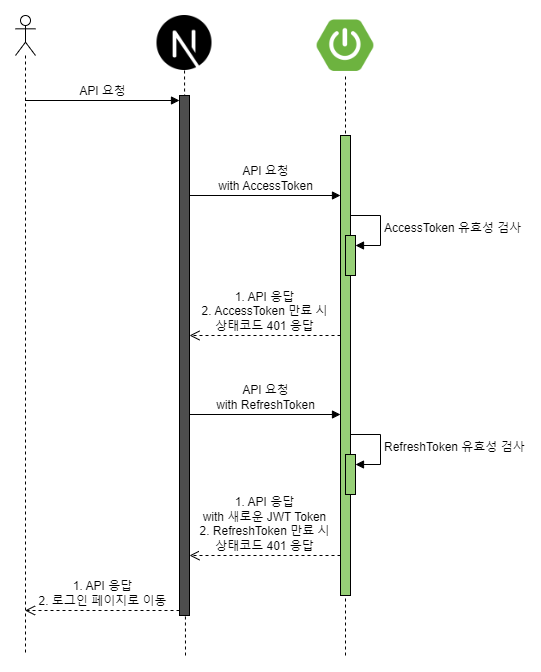 API 요청
API 요청
with AccessToken
AccessToken 유효성 검사
1. API 응답
2. AccessToken 만료 시
상태코드 401 응답
API 요청
with RefreshToken
RefreshToken 유효성 검사
1. API 응답
with 새로운 JWT Token
2. RefreshToken 만료 시
상태코드 401 응답
1. API 응답
2. 로그인 페이지로 이동